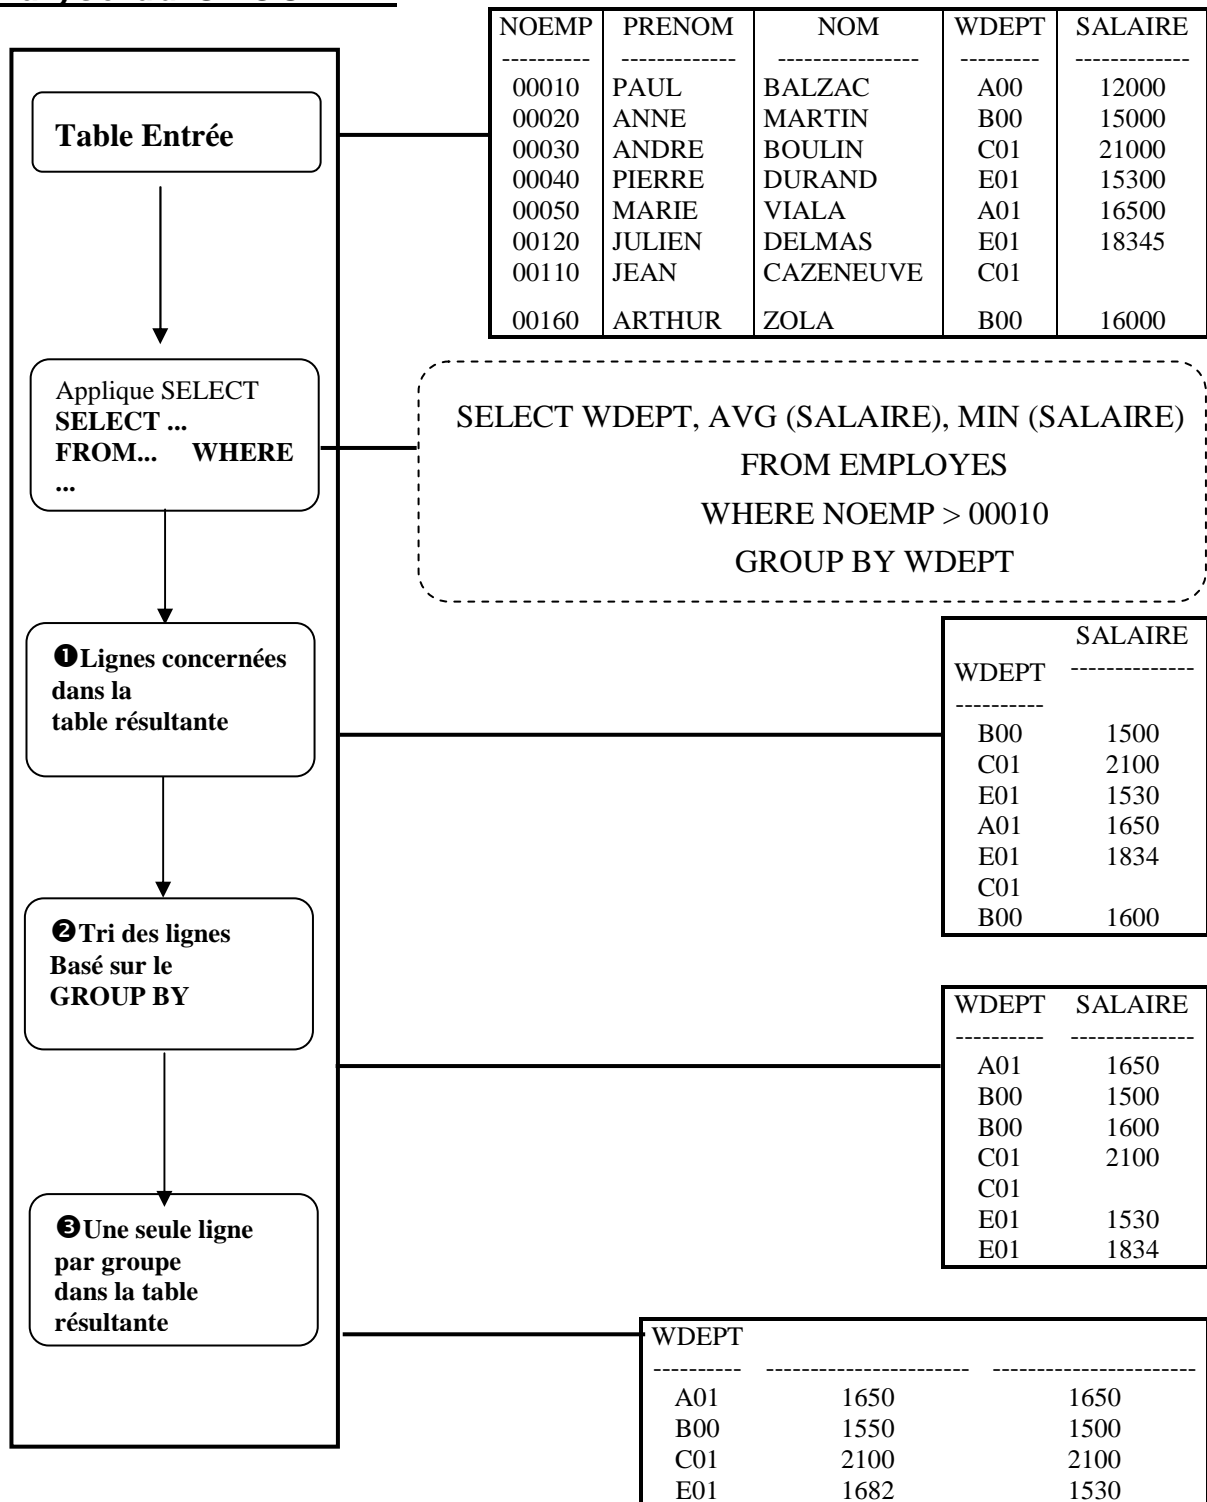 NOEMP PRENOM NOM WDEPT SALAIRE
---------- ------------- ---------------- --------- -------------
00010 PAUL BALZAC A00 12000
00020 ANNE MARTIN B00 15000
00030 ANDRE BOULIN C01 21000
00040 PIERRE DURAND E01 15300
00050 MARIE VIALA A01 16500
00120 JULIEN DELMAS E01 18345
00110 JEAN CAZENEUVE C01
00160 ARTHUR ZOLA B00 16000
Table Entrée
Applique SELECT
SELECT ...
FROM... WHERE
...
SELECT WDEPT, AVG (SALAIRE), MIN (SALAIRE)
FROM EMPLOYES
WHERE NOEMP > 00010
GROUP BY WDEPT
❶Lignes concernées
dans la
table résultante
SALAIRE
WDEPT --------------
----------
B00 1500
C01 2100
E01 1530
A01 1650
E01 1834
C01
B00 1600
❷Tri des lignes
Basé sur le
GROUP BY
WDEPT SALAIRE
---------- --------------
A01 1650
B00 1500
B00 1600
C01 2100
C01
E01 1530
E01 1834
❸Une seule ligne
par groupe
dans la table
résultante
WDEPT
---------- ----------------------- -----------------------
A01 1650 1650
B00 1550 1500
C01 2100 2100
E01 1682 1530